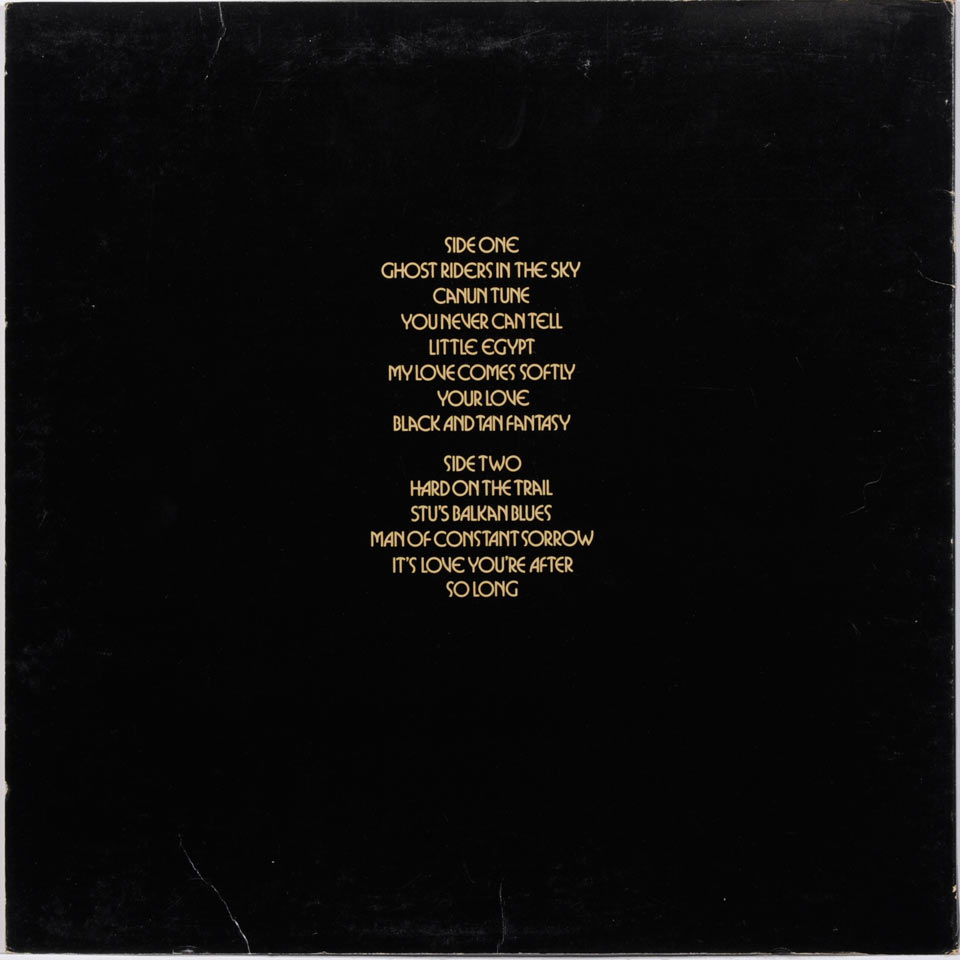 SIDE ONE
GHOST RIDERS IN THE SKY
CANUN TUNE
YOU NEVER CAN TELL
LITTLE EGYPT
MY LOVE COMES SOFTLY
YOUR LOVE
BLACK AND TAN FANTASY
SIDE TWO
HARD ON THE TRAIL
STU'S BALKAN BLUES
MAN OF CONSTANT SORROW
IT'S LOVE YOU'RE AFTER
SO LONG